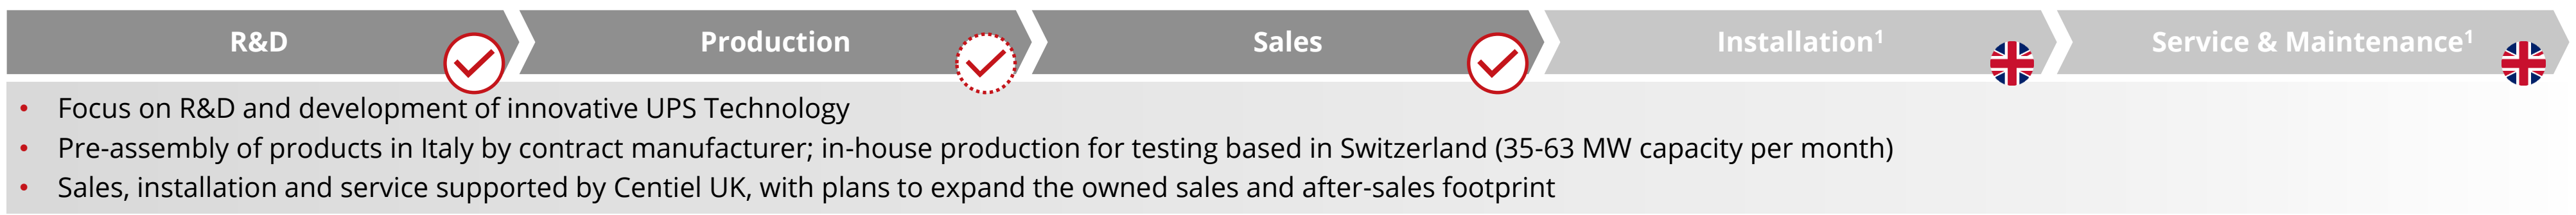 R&D
Production
Sales
Installation¹
Service & Maintenance¹
• Focus on R&D and development of innovative UPS Technology
• Pre-assembly of products in Italy by contract manufacturer; in-house production for testing based in Switzerland (35-63 MW capacity per month)
• Sales, installation and service supported by Centiel UK, with plans to expand the owned sales and after-sales footprint